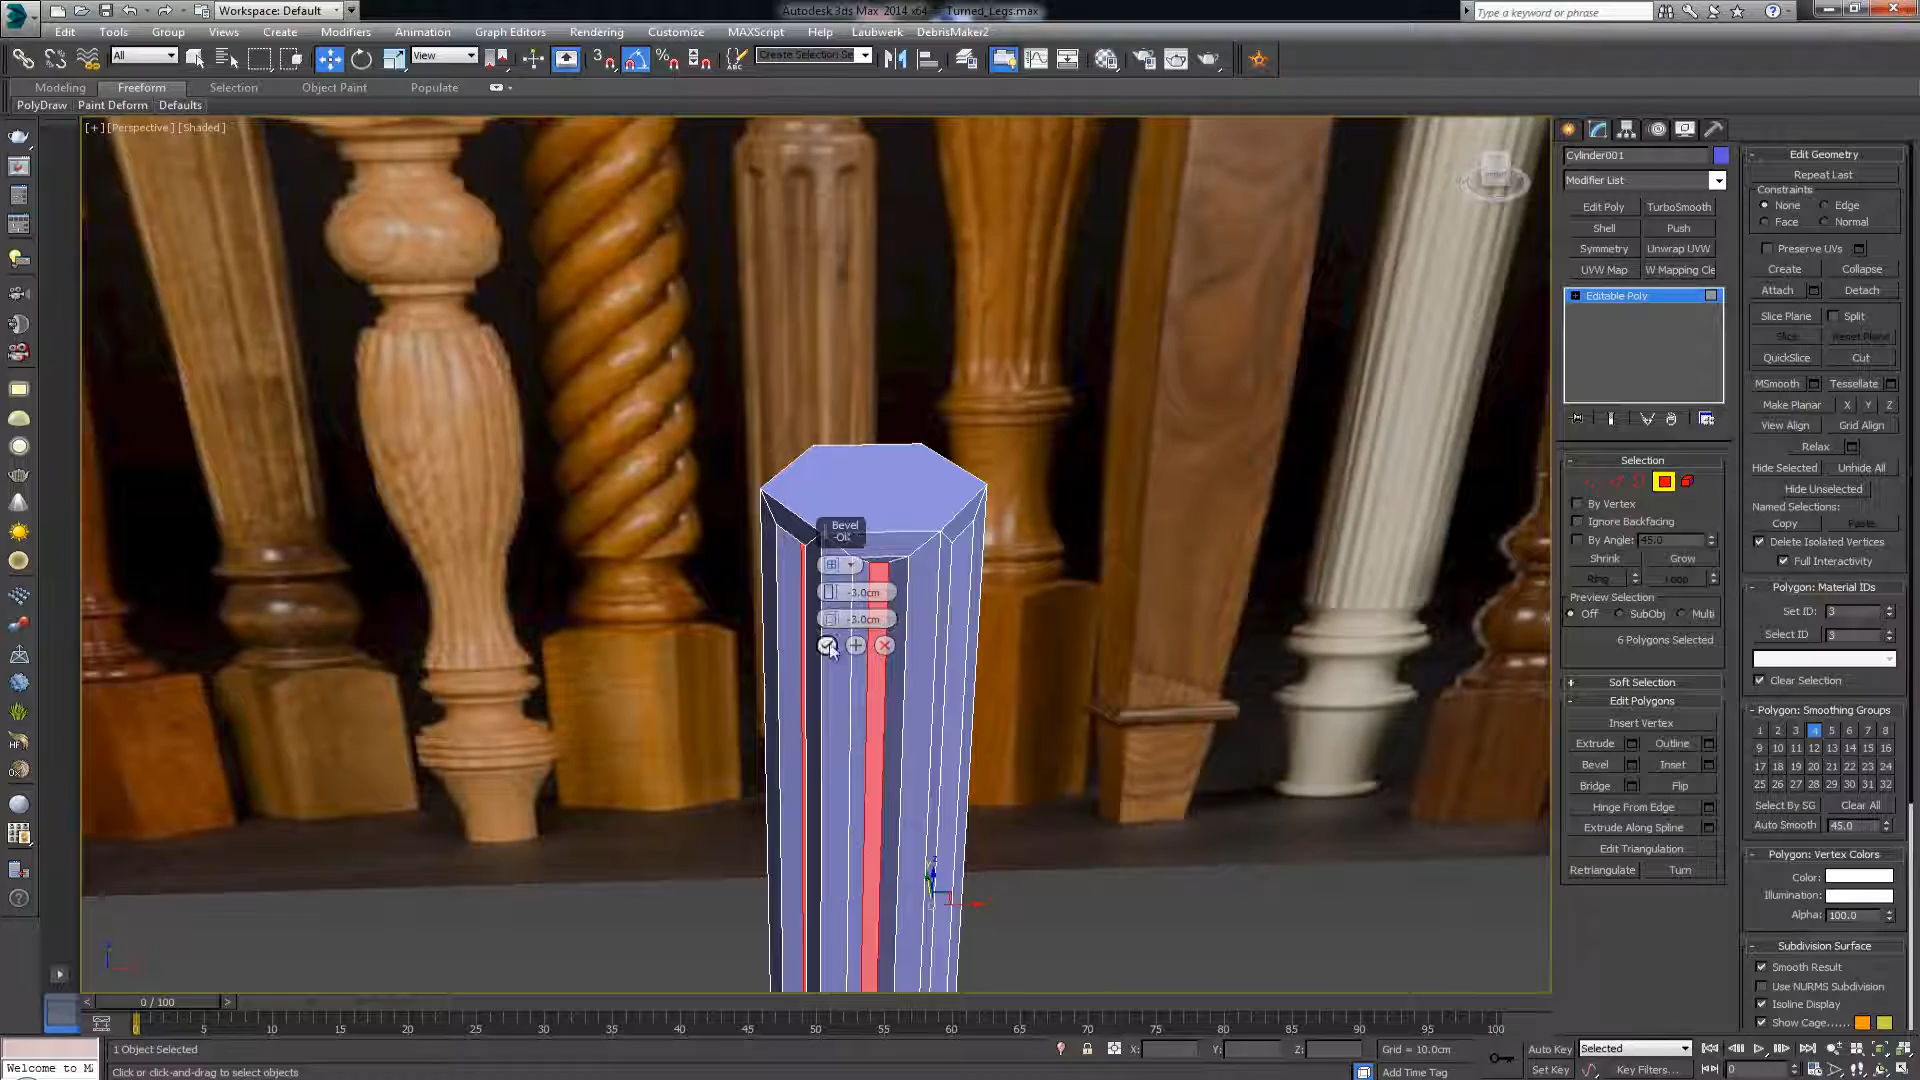 Workspace: Default
Autodesk 3ds Max 2014 x64
Turned_Legs.max
Type a keyword or phrase
Edit Tools Group Views Create Modifiers Animation Graph Editors Rendering Customize MAXScript Help Laubwerk DebrisMaker2
All View Create Selection Se
Modeling Freeform Selection Object Paint Populate
PolyDraw Paint Deform Defaults
[+] [Perspective] [Shaded]
Cylinder001
Modifier List
Edit Poly TurboSmooth
Shell Push
Symmetry Unwrap UVW
UVW Map W Mapping Cle
Editable Poly
Selection
By Vertex
Ignore Backfacing
By Angle: 45.0
Shrink Grow
Ring Loop
Preview Selection
Off SubObj Multi
6 Polygons Selected
Soft Selection
Edit Polygons
Insert Vertex
Extrude Outline
Bevel Inset
Bridge Flip
Hinge From Edge
Extrude Along Spline
Edit Triangulation
Retriangulate Turn
Edit Geometry
Repeat Last
Constraints
None Edge
Face Normal
Preserve UVs
Create Collapse
Attach Detach
Slice Plane Split
Slice Reset Plane
QuickSlice Cut
MSmooth Tessellate
Make Planar X Y Z
View Align Grid Align
Relax
Hide Selected Unhide All
Hide Unselected
Named Selections:
Copy Paste
Delete Isolated Vertices
Full Interactivity
Polygon: Material IDs
Set ID: 3
Select ID 3
Clear Selection
Polygon: Smoothing Groups
1 2 3 4 5 6 7 8
9 10 11 12 13 14 15 16
17 18 19 20 21 22 23 24
25 26 27 28 29 30 31 32
Select By SG Clear All
Auto Smooth 45.0
Polygon: Vertex Colors
Color:
Illumination:
Alpha: 100.0
Subdivision Surface
Smooth Result
Use NURMS Subdivision
Isoline Display
Show Cage......
Bevel
-OK
-3.0cm
-3.0cm
0 / 100
0 5 10 15 20 25 30 35 40 45 50 55 60 65 70 75 80 85 90 95 100
1 Object Selected
X: Y: Z: Grid = 10.0cm
Auto Key Selected
Welcome to M
Click or click-and-drag to select objects
Add Time Tag
Set Key Key Filters... 0